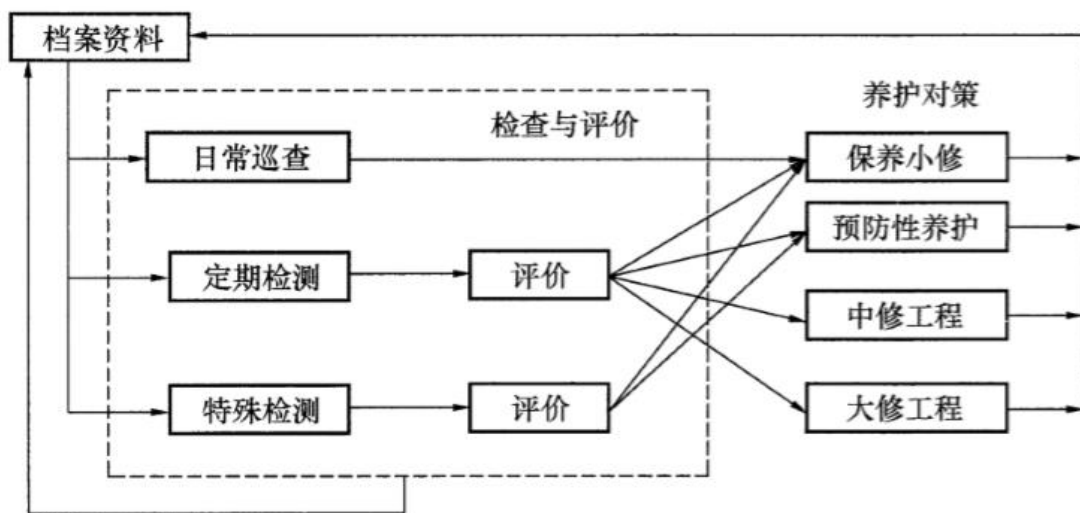 档案资料
养护对策
检查与评价
日常巡查
保养小修
预防性养护
定期检测
评价
中修工程
特殊检测
评价
大修工程